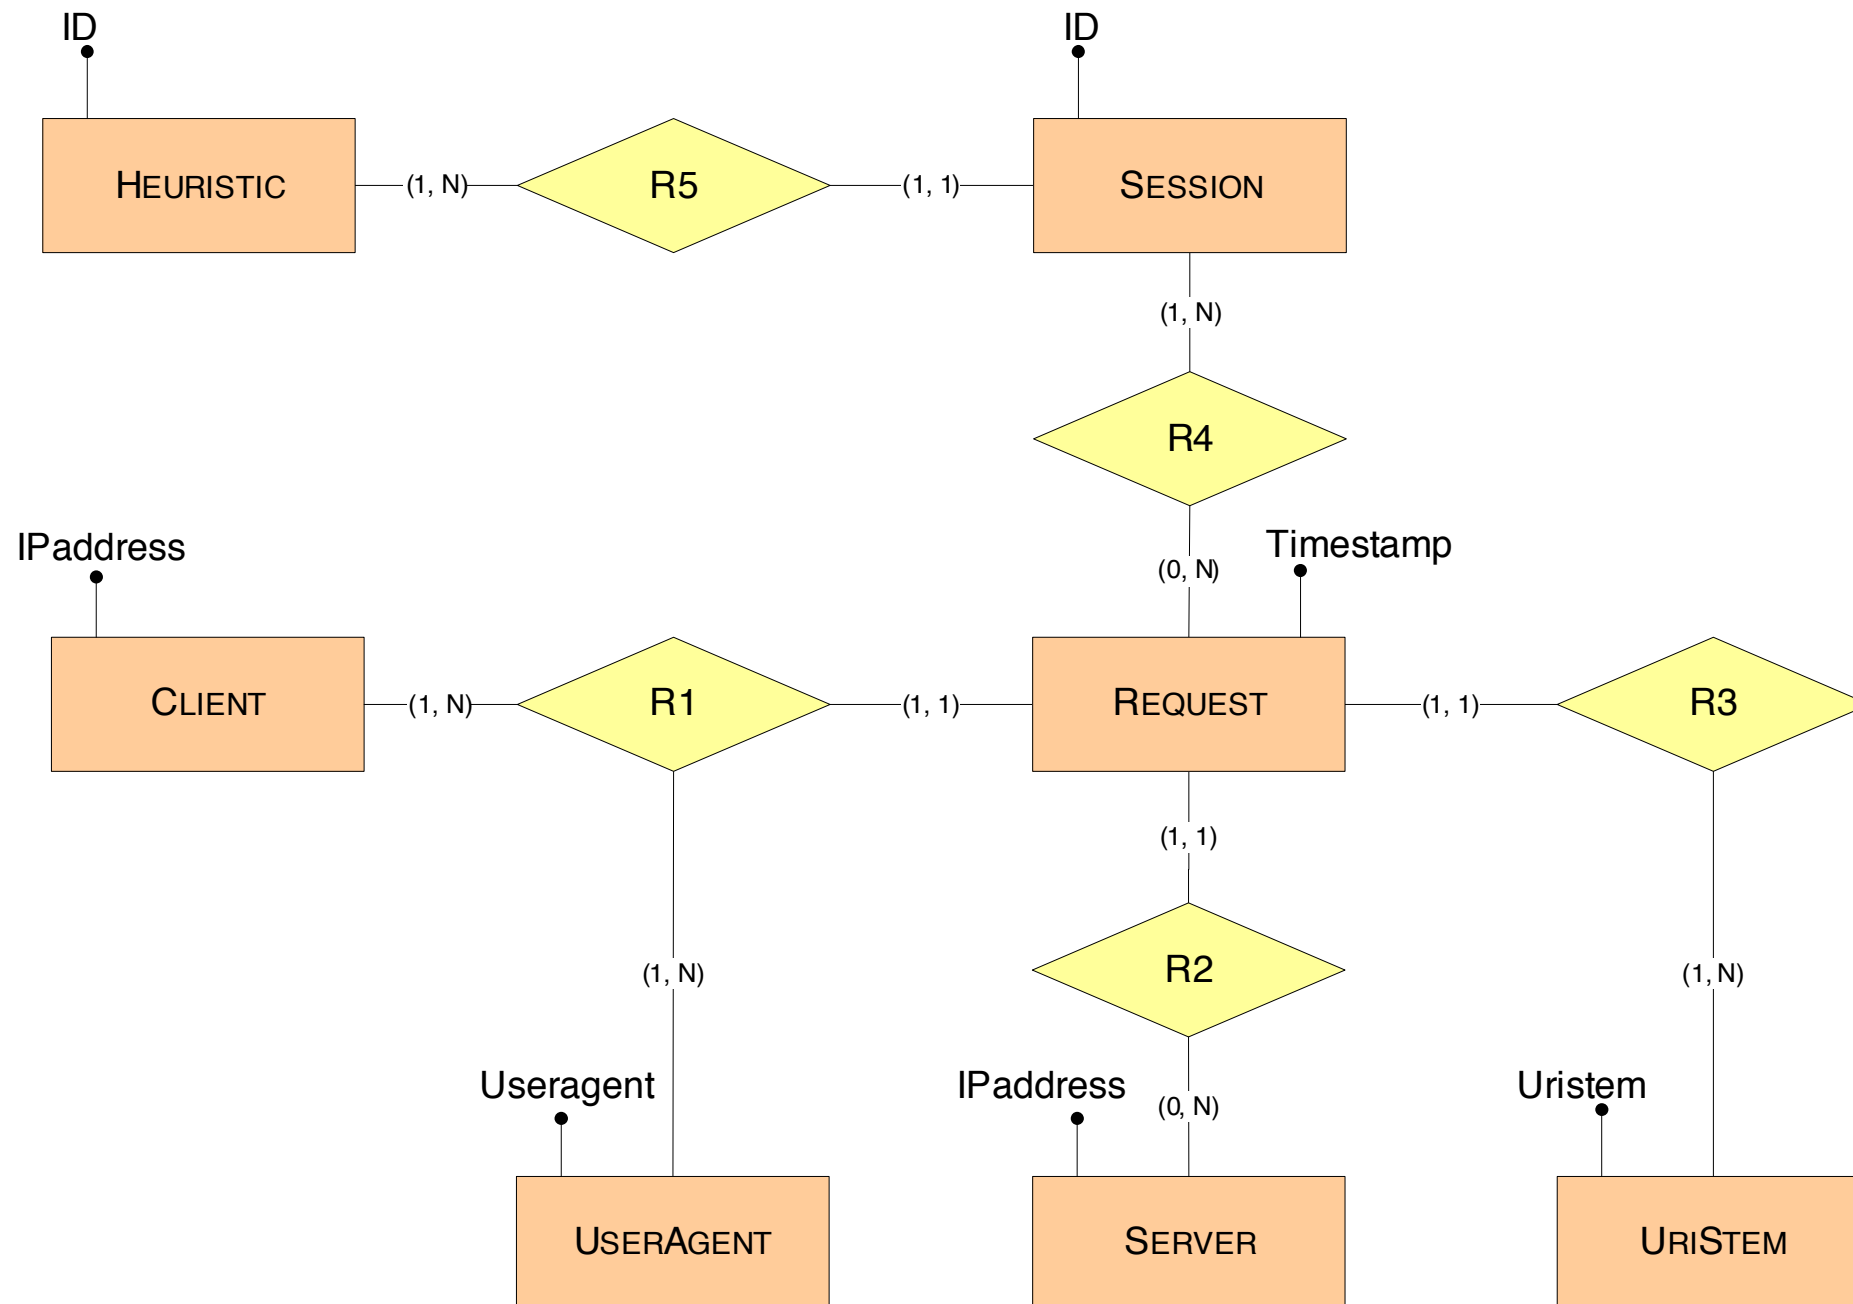 ID
ID
HEURISTIC
(1, N)
R5
(1, 1)
SESSION
(1, N)
R4
(0, N)
IPaddress
Timestamp
CLIENT
(1, N)
R1
(1, 1)
REQUEST
(1, 1)
R3
(1, 1)
(1, N)
R2
(1, N)
Useragent
IPaddress
(0, N)
Uristem
USERAGENT
SERVER
URISTEM